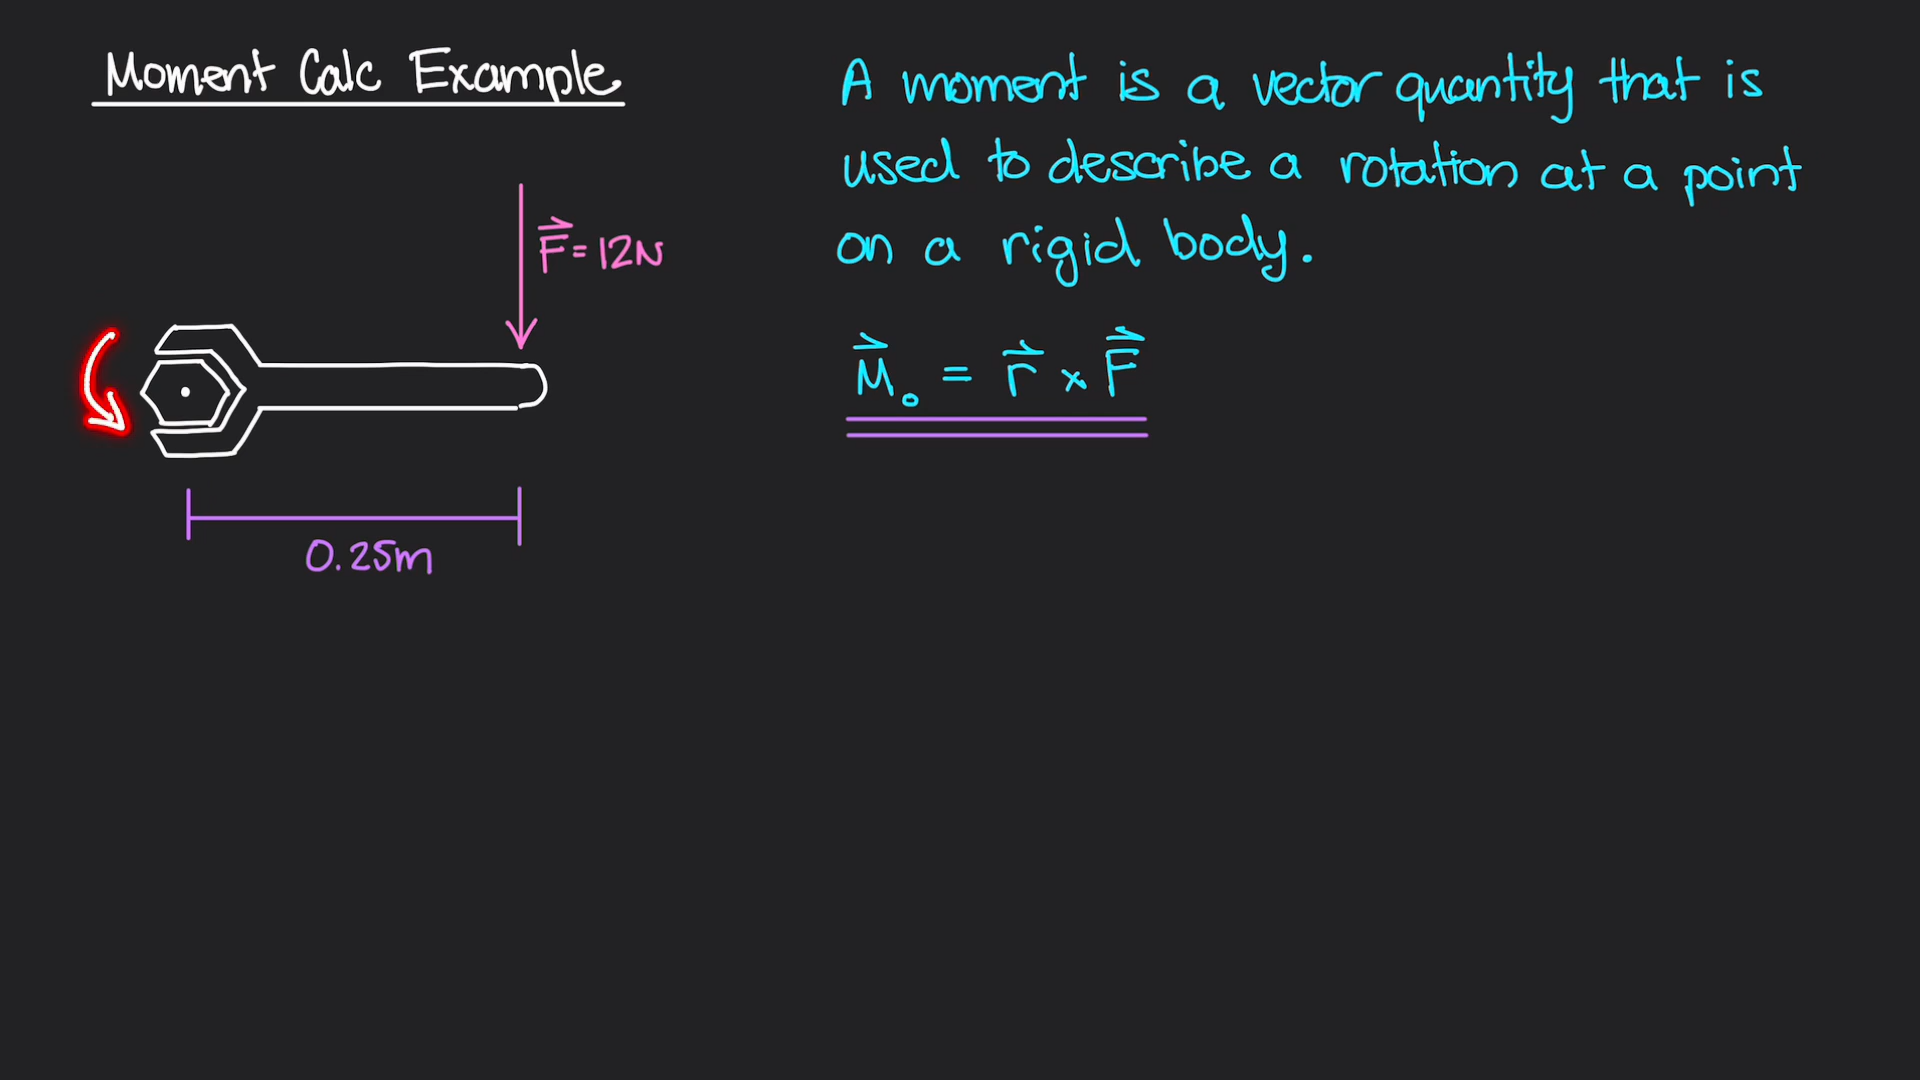 Moment Calc Example
A moment is a vector quantity that is
used to describe a rotation at a point
on a rigid body.
F⃗ = 12N
M⃗₀ = r⃗ × F⃗
0.25m